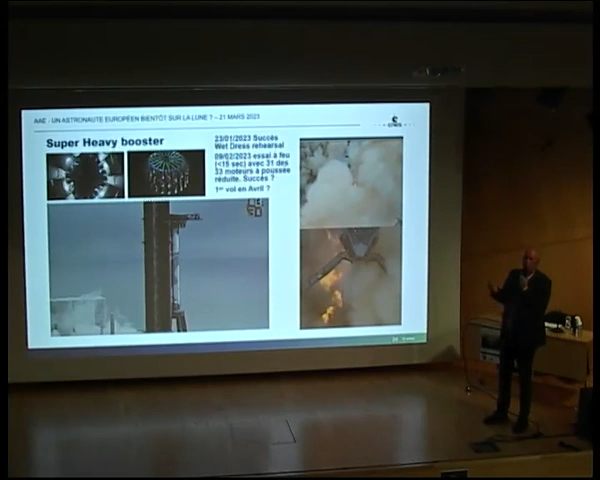 AAE - UN ASTRONAUTE EUROPÉEN BIENTÔT SUR LA LUNE ? – 21 MARS 2023
cnes
Super Heavy booster
23/01/2023 Succès
Wet Dress rehearsal
09/02/2023 essai à feu
(<15 sec) avec 31 des
33 moteurs à poussée
réduite. Succès ?
1er vol en Avril ?